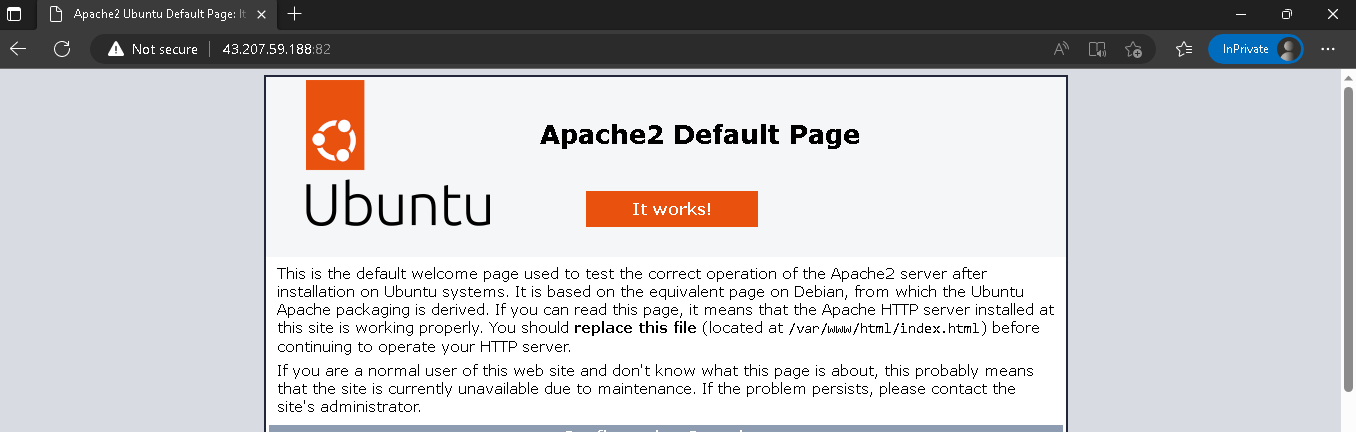 Apache2 Ubuntu Default Page: It
Not secure
43.207.59.188:82
InPrivate
Apache2 Default Page
Ubuntu
It works!
This is the default welcome page used to test the correct operation of the Apache2 server after
installation on Ubuntu systems. It is based on the equivalent page on Debian, from which the Ubuntu
Apache packaging is derived. If you can read this page, it means that the Apache HTTP server installed at
this site is working properly. You should replace this file (located at /var/www/html/index.html) before
continuing to operate your HTTP server.
If you are a normal user of this web site and don't know what this page is about, this probably means
that the site is currently unavailable due to maintenance. If the problem persists, please contact the
site's administrator.